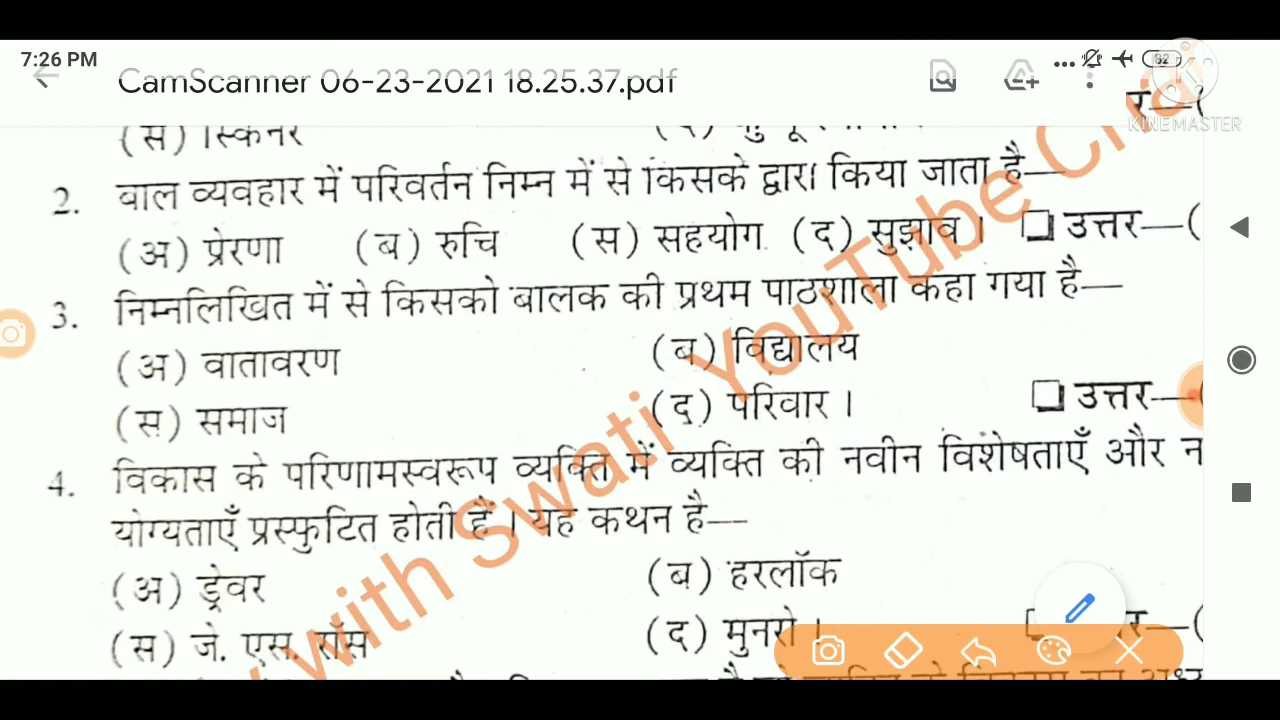 7:26 PM
82
CamScanner 06-23-2021 18.25.37.pdf
KINEMASTER
(स) स्किनर
2. बाल व्यवहार में परिवर्तन निम्न में से किसके द्वारा किया जाता है—
(अ) प्रेरणा (ब) रुचि (स) सहयोग (द) सुझाव । ❑ उत्तर—(
3. निम्नलिखित में से किसको बालक की प्रथम पाठशाला कहा गया है—
(अ) वातावरण (ब) विद्यालय
(स) समाज (द) परिवार । ❑ उत्तर—(
4. विकास के परिणामस्वरूप व्यक्ति में व्यक्ति की नवीन विशेषताएँ और न
योग्यताएँ प्रस्फुटित होती हैं । यह कथन है—
(अ) ड्रेवर (ब) हरलॉक
(स) जे. एस. रॉस (द) मुनरो ।
with Swati YouTube